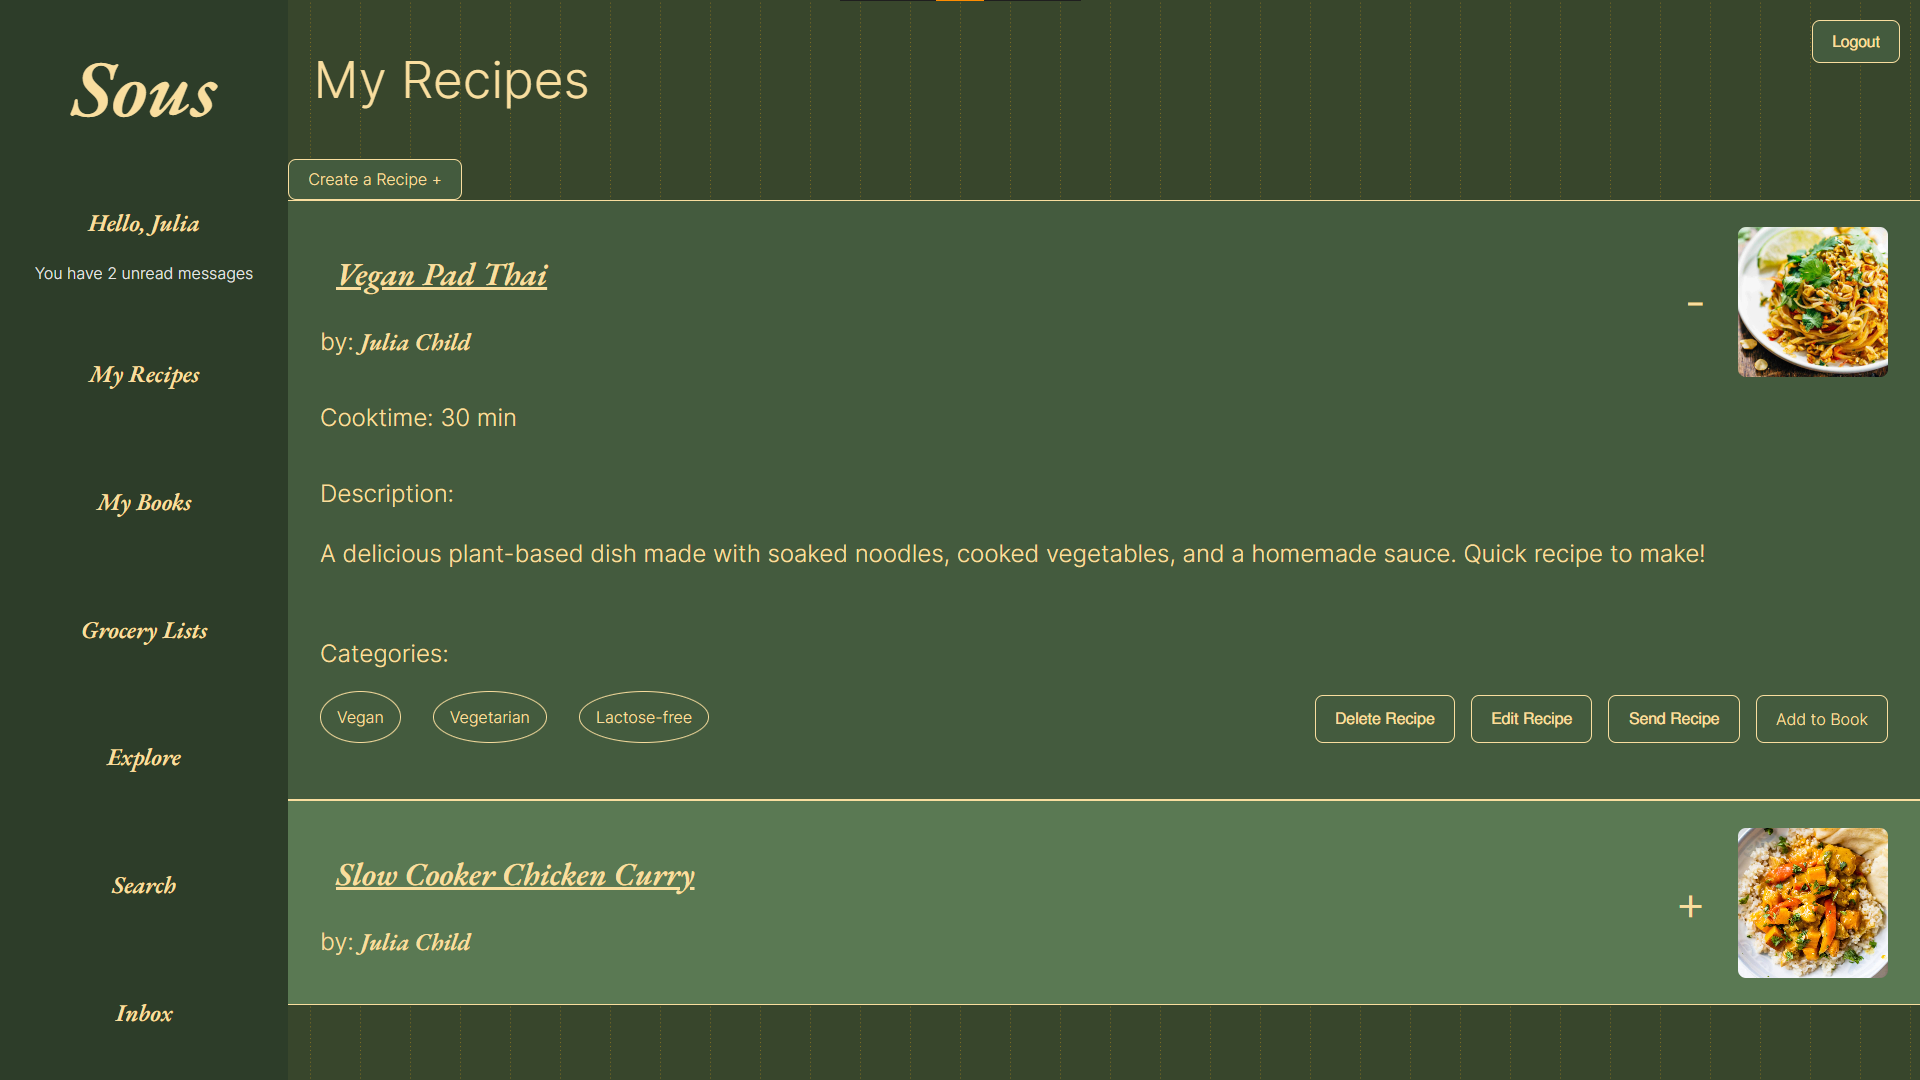 Sous
Hello, Julia
You have 2 unread messages
My Recipes
My Books
Grocery Lists
Explore
Search
Inbox
My Recipes
Logout
Create a Recipe +
Vegan Pad Thai
by: Julia Child
Cooktime: 30 min
Description:
A delicious plant-based dish made with soaked noodles, cooked vegetables, and a homemade sauce. Quick recipe to make!
Categories:
Vegan Vegetarian Lactose-free
Delete Recipe Edit Recipe Send Recipe Add to Book
Slow Cooker Chicken Curry
by: Julia Child